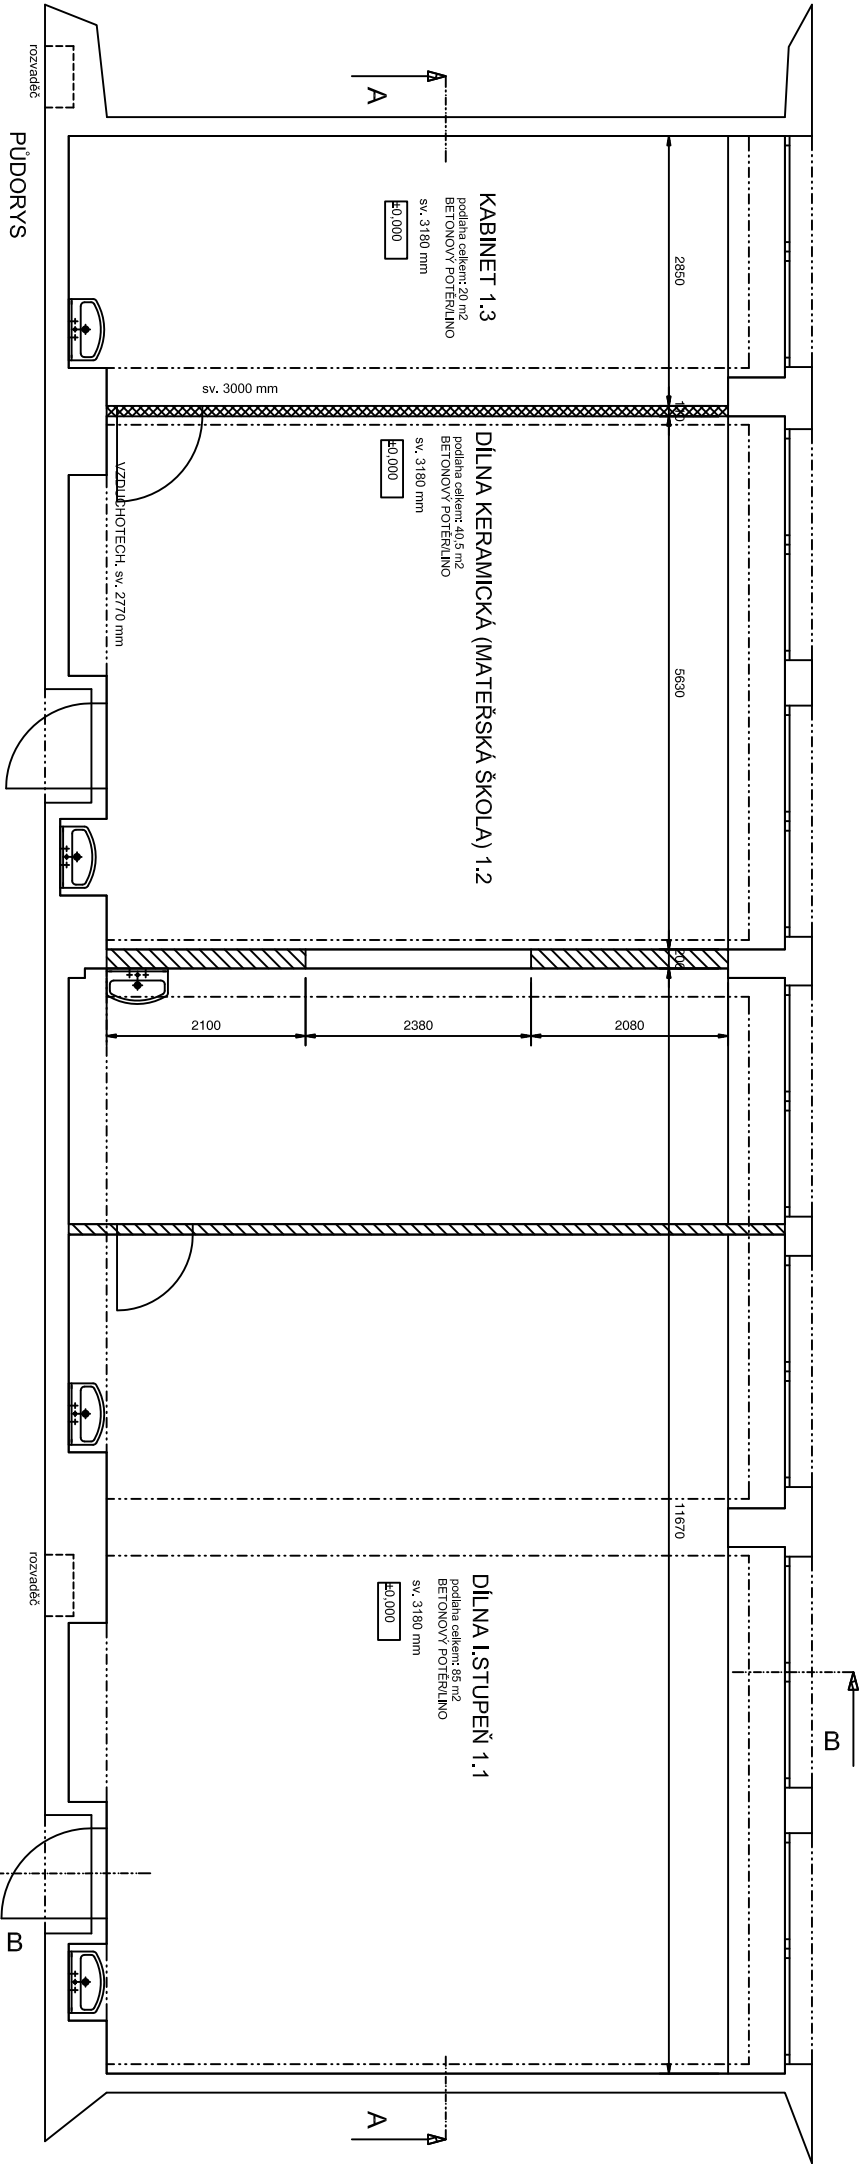 PŮDORYS
rozvaděč
A
KABINET 1.3
podlaha celkem: 20 m2
BETONOVÝ POTĚR/LINO
sv. 3180 mm
±0,000
2850
sv. 3000 mm
DÍLNA KERAMICKÁ (MATEŘSKÁ ŠKOLA) 1.2
podlaha celkem: 40,5 m2
BETONOVÝ POTĚR/LINO
sv. 3180 mm
±0,000
VZDUCHOTECH. sv. 2770 mm
5630
2100
2380
2080
11670
DÍLNA I.STUPEŇ 1.1
podlaha celkem: 85 m2
BETONOVÝ POTĚR/LINO
sv. 3180 mm
±0,000
rozvaděč
B
B
A